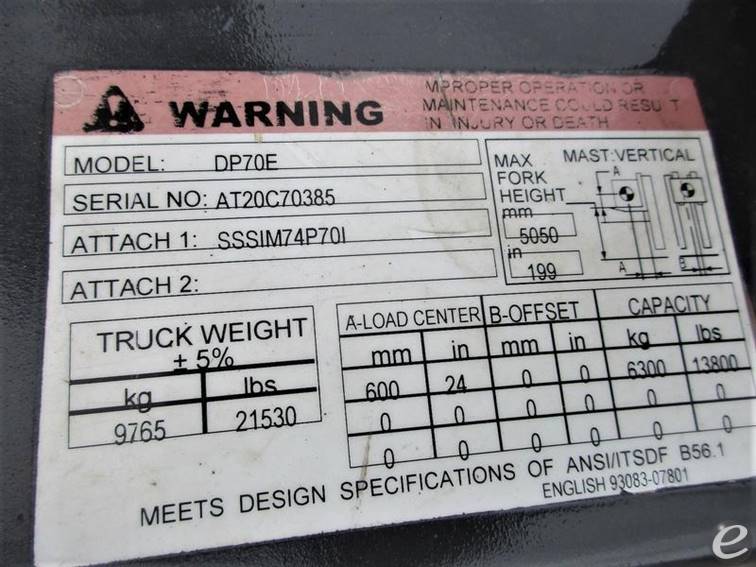 WARNING
MPROPER OPERATION OR
MAINTENANCE COULD RESULT
IN INJURY OR DEATH
MODEL: DP70E
SERIAL NO: AT20C70385
ATTACH 1: SSSIM74P70I
ATTACH 2:
MAX FORK HEIGHT
MAST:VERTICAL
mm
5050
in
199
A
A
B
TRUCK WEIGHT
± 5%
kg lbs
9765 21530
A-LOAD CENTER B-OFFSET CAPACITY
mm in mm in kg lbs
600 24 0 0 6300 13800
0 0 0 0 0 0
0 0 0 0 0 0
MEETS DESIGN SPECIFICATIONS OF ANSI/ITSDF B56.1
ENGLISH 93083-07801
e